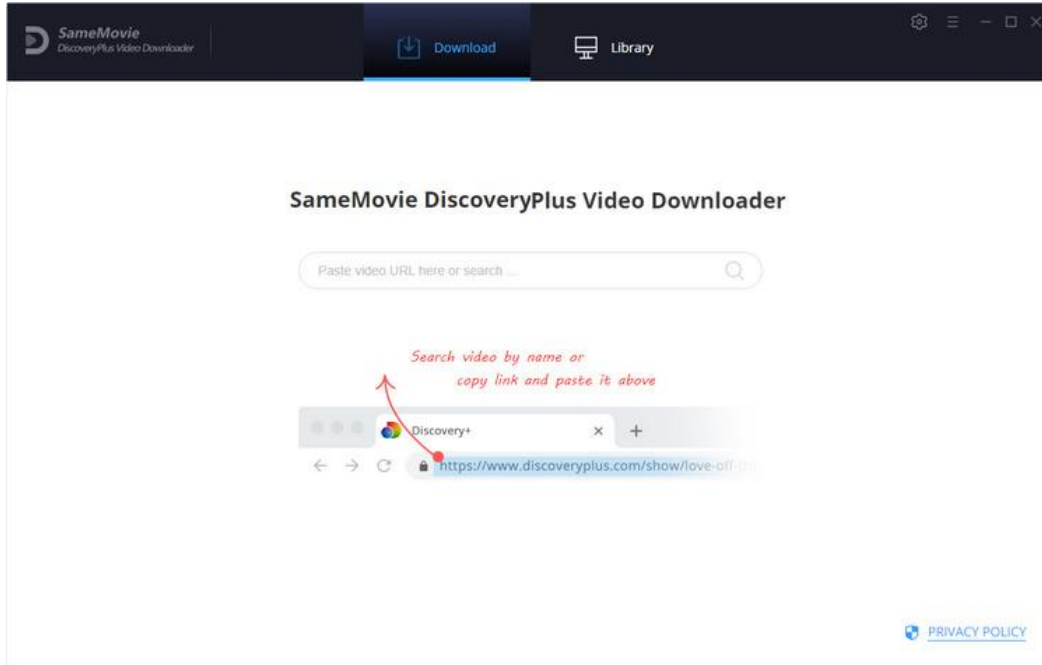 SameMovie
DiscoveryPlus Video Downloader
Download
Library
SameMovie DiscoveryPlus Video Downloader
Paste video URL here or search ...
Search video by name or
copy link and paste it above
Discovery+
https://www.discoveryplus.com/show/love-off-
PRIVACY POLICY